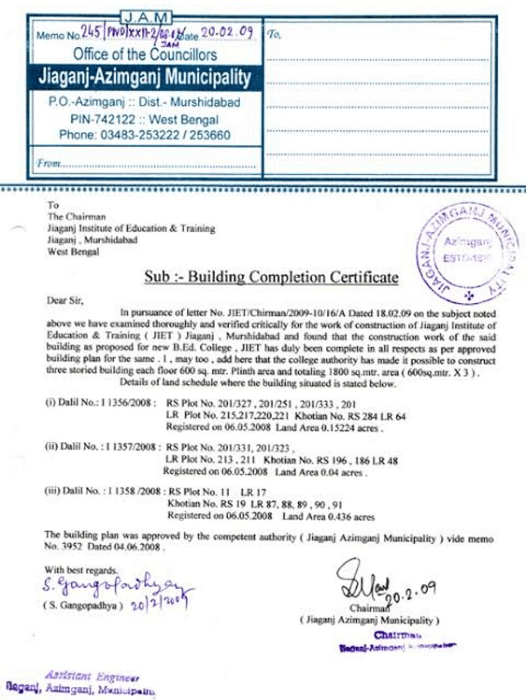 J.A.M
Memo No. 245/PWD/XXII-2/ Date 20.02.09
JAM
Office of the Councillors
Jiaganj-Azimganj Municipality
P.O.-Azimganj :: Dist.- Murshidabad
PIN-742122 :: West Bengal
Phone: 03483-253222 / 253660
From
To,
To
The Chairman
Jiaganj Institute of Education & Training
Jiaganj , Murshidabad
West Bengal
JIAGANJ-AZIMGANJ MUNICIPALITY
Azimganj
ESTD-1896
Sub :- Building Completion Certificate
Dear Sir,
In pursuance of letter No. JIET/Chirman/2009-10/16/A Dated 18.02.09 on the subject noted
above we have examined thoroughly and verified critically for the work of construction of Jiaganj Institute of
Education & Training ( JIET ) Jiaganj , Murshidabad and found that the construction work of the said
building as proposed for new B.Ed. College , JIET has duly been complete in all respects as per approved
building plan for the same . I , may too , add here that the college authority has made it possible to construct
three storied building each floor 600 sq. mtr. Plinth area and totaling 1800 sq.mtr. area ( 600sq.mtr. X 3 ) .
Details of land schedule where the building situated is stated below.
(i) Dalil No.: I 1356/2008 : RS Plot No. 201/327 , 201/251 , 201/333 , 201
LR Plot No. 215,217,220,221 Khotian No. RS 284 LR 64
Registered on 06.05.2008 Land Area 0.15224 acres .
(ii) Dalil No. : I 1357/2008 : RS Plot No. 201/331, 201/323 ,
LR Plot No. 213 , 211 Khotian No. RS 196 , 186 LR 48
Registered on 06.05.2008 Land Area 0.04 acres .
(iii) Dalil No. : I 1358 /2008 : RS Plot No. 11 LR 17
Khotian No. RS 19 LR 87, 88, 89 , 90 , 91
Registered on 06.05.2008 Land Area 0.436 acres
The building plan was approved by the competent authority ( Jiaganj Azimganj Municipality ) vide memo
No. 3952 Dated 04.06.2008 .
With best regards.
S. Gangopadhyay
( S. Gangopadhya ) 20/2/2009
20.2.09
Chairman
( Jiaganj Azimganj Municipality )
Chairman
Jiaganj-Azimganj Municipality
Assistant Engineer
Jiaganj, Azimganj, Municipality